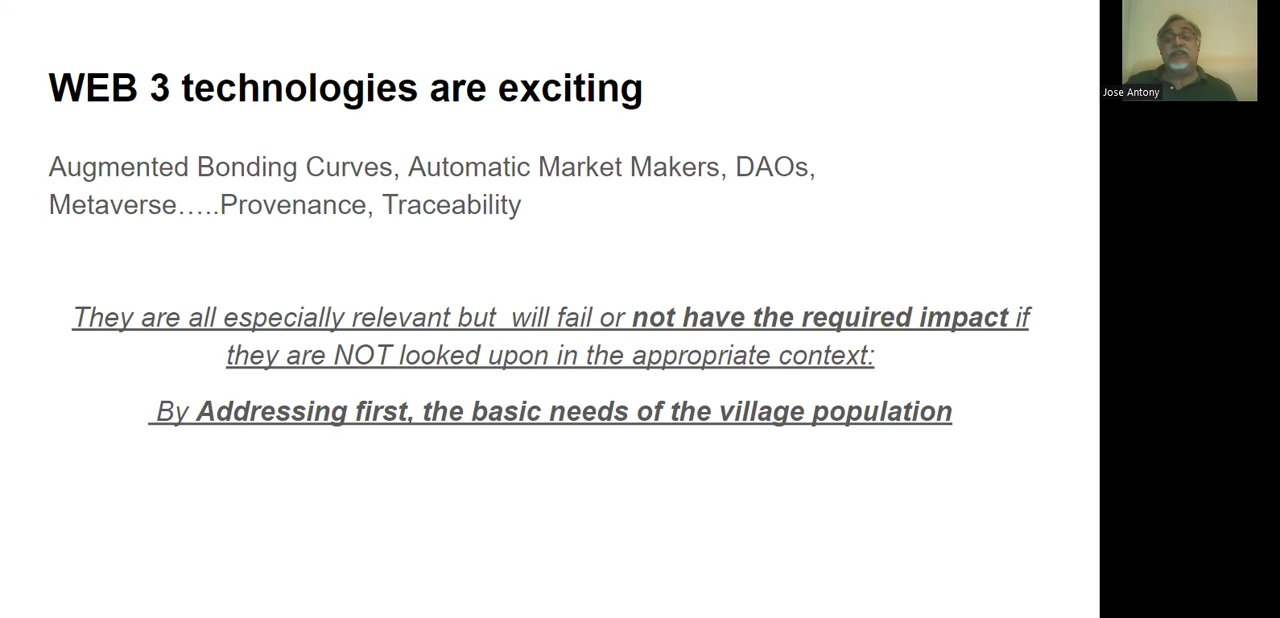 WEB 3 technologies are exciting
Jose Antony
Augmented Bonding Curves, Automatic Market Makers, DAOs,
Metaverse…..Provenance, Traceability
They are all especially relevant but  will fail or not have the required impact if
they are NOT looked upon in the appropriate context:
By Addressing first, the basic needs of the village population